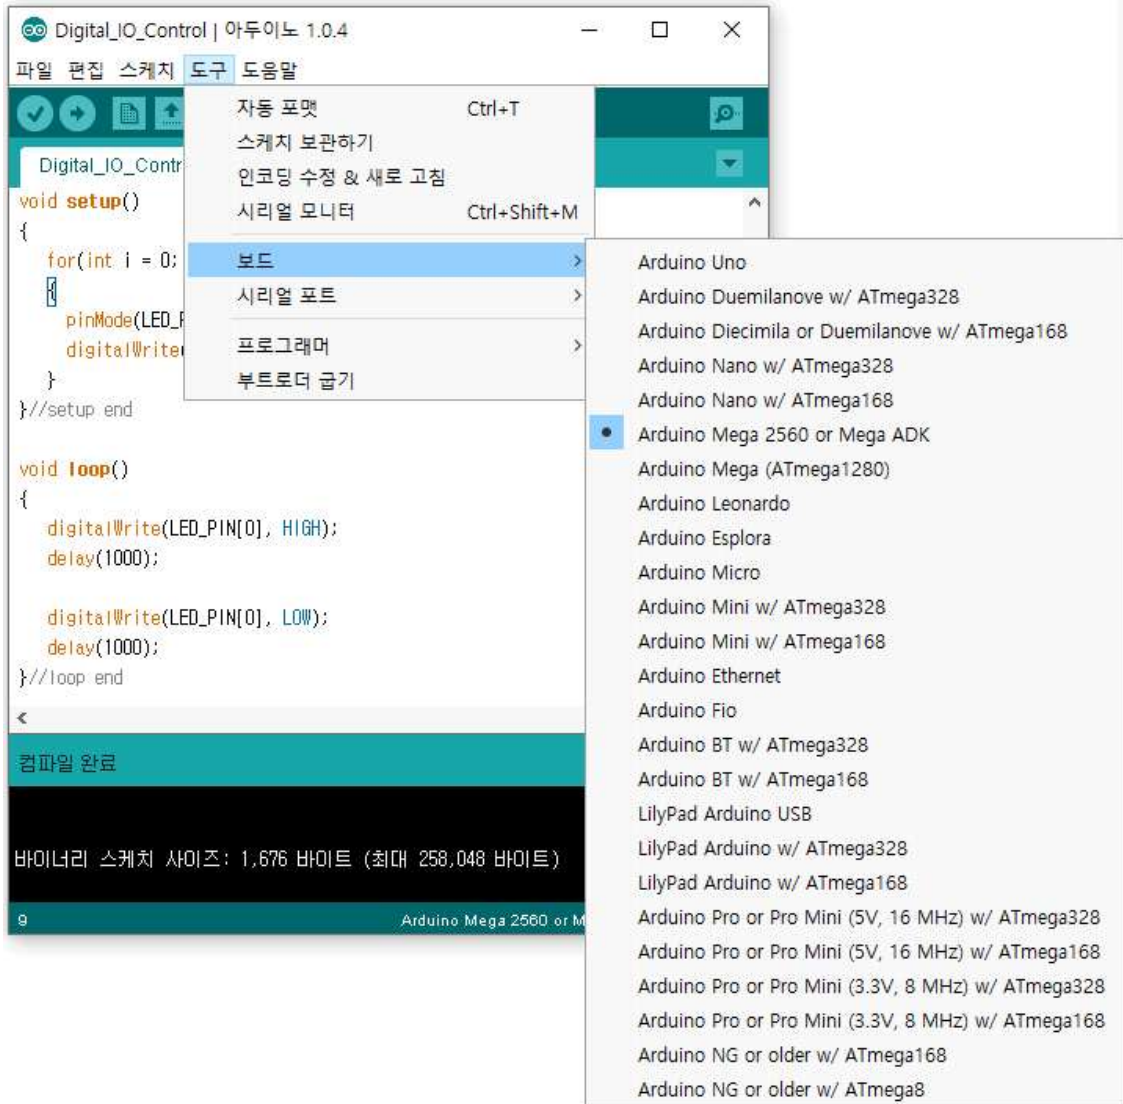 Digital_IO_Control | 아두이노 1.0.4
파일 편집 스케치 도구 도움말
자동 포맷 Ctrl+T
스케치 보관하기
인코딩 수정 & 새로 고침
시리얼 모니터 Ctrl+Shift+M
보드
시리얼 포트
프로그래머
부트로더 굽기
Digital_IO_Contr
void setup()
{
for(int i = 0;
{
pinMode(LED_P
digitalWrite(
}
}//setup end
void loop()
{
digitalWrite(LED_PIN[0], HIGH);
delay(1000);
digitalWrite(LED_PIN[0], LOW);
delay(1000);
}//loop end
컴파일 완료
바이너리 스케치 사이즈: 1,676 바이트 (최대 258,048 바이트)
9 Arduino Mega 2560 or M
Arduino Uno
Arduino Duemilanove w/ ATmega328
Arduino Diecimila or Duemilanove w/ ATmega168
Arduino Nano w/ ATmega328
Arduino Nano w/ ATmega168
Arduino Mega 2560 or Mega ADK
Arduino Mega (ATmega1280)
Arduino Leonardo
Arduino Esplora
Arduino Micro
Arduino Mini w/ ATmega328
Arduino Mini w/ ATmega168
Arduino Ethernet
Arduino Fio
Arduino BT w/ ATmega328
Arduino BT w/ ATmega168
LilyPad Arduino USB
LilyPad Arduino w/ ATmega328
LilyPad Arduino w/ ATmega168
Arduino Pro or Pro Mini (5V, 16 MHz) w/ ATmega328
Arduino Pro or Pro Mini (5V, 16 MHz) w/ ATmega168
Arduino Pro or Pro Mini (3.3V, 8 MHz) w/ ATmega328
Arduino Pro or Pro Mini (3.3V, 8 MHz) w/ ATmega168
Arduino NG or older w/ ATmega168
Arduino NG or older w/ ATmega8